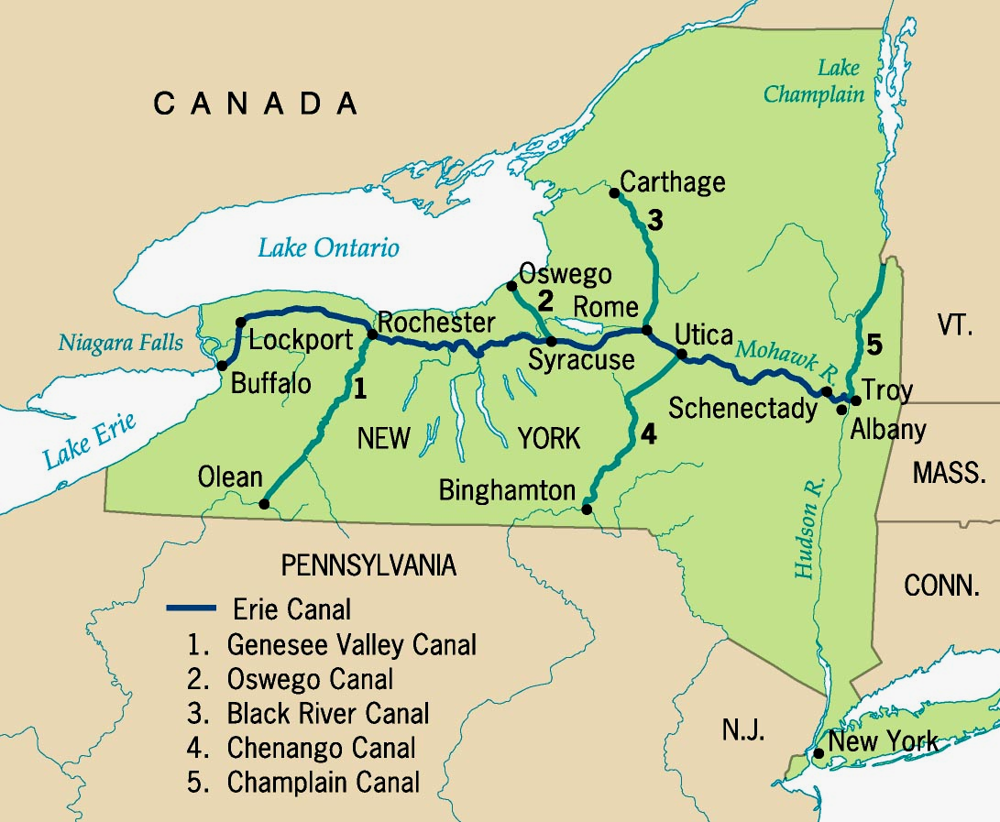 Lake
Champlain
CANADA
Carthage
3
Lake Ontario
Oswego
2
Rome
Rochester
Niagara Falls
Lockport
Syracuse
Utica
Mohawk R.
VT.
5
Buffalo
1
Troy
Schenectady
Albany
Lake Erie
NEW YORK
4
MASS.
Olean
Binghamton
Hudson R.
PENNSYLVANIA
CONN.
Erie Canal
1. Genesee Valley Canal
2. Oswego Canal
3. Black River Canal
4. Chenango Canal
5. Champlain Canal
N.J.
New York